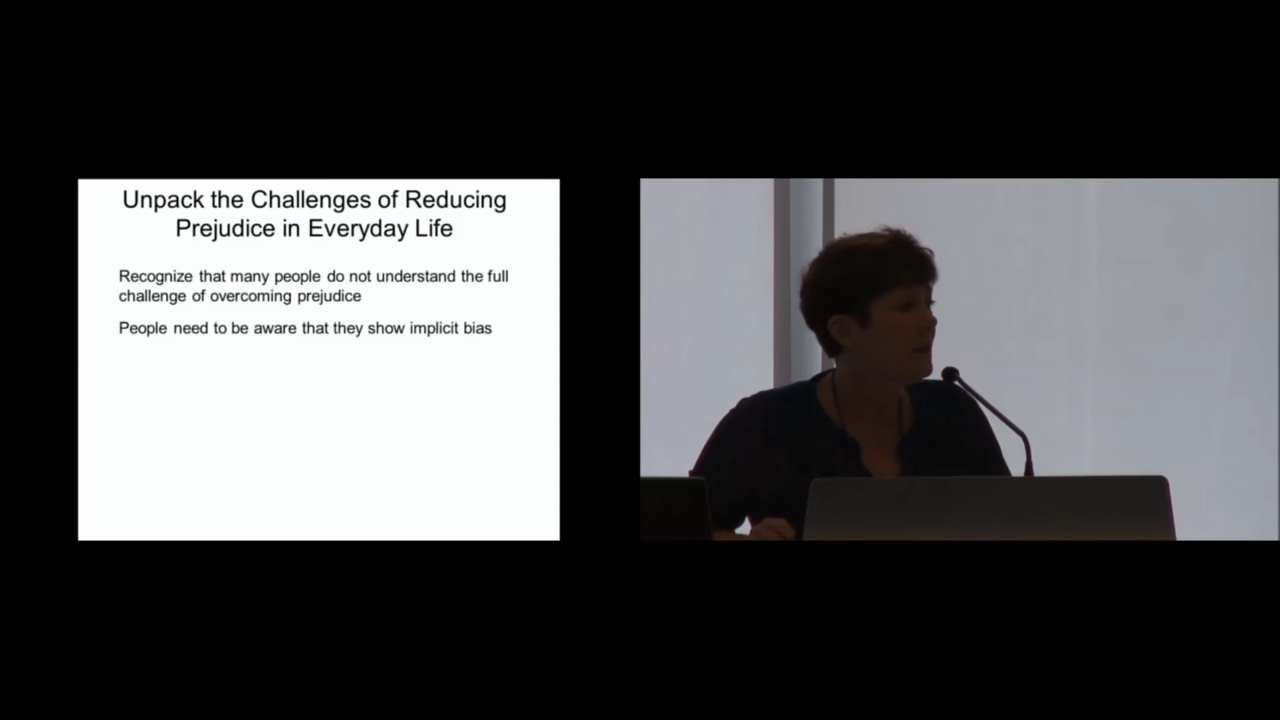 Unpack the Challenges of Reducing
Prejudice in Everyday Life
Recognize that many people do not understand the full
challenge of overcoming prejudice
People need to be aware that they show implicit bias